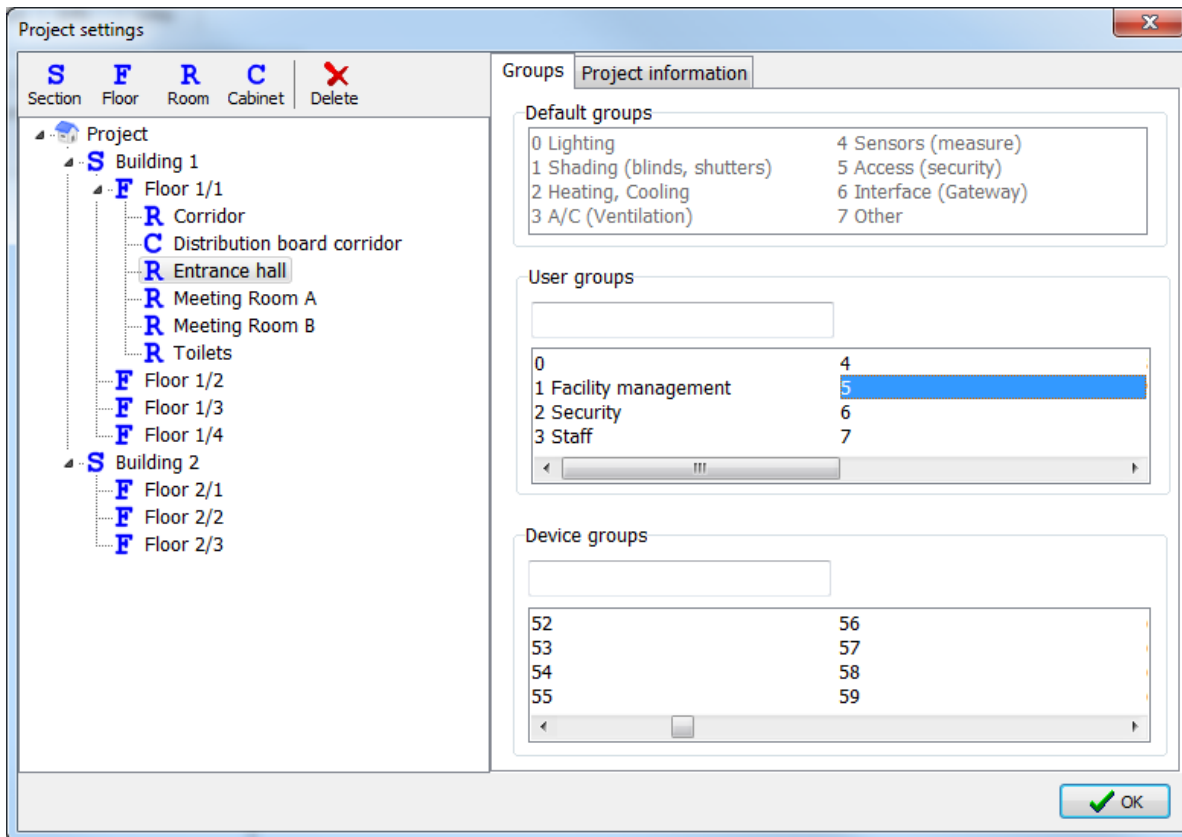 Project settings
S F R C
Section Floor Room Cabinet Delete
Project
S Building 1
F Floor 1/1
R Corridor
C Distribution board corridor
R Entrance hall
R Meeting Room A
R Meeting Room B
R Toilets
F Floor 1/2
F Floor 1/3
F Floor 1/4
S Building 2
F Floor 2/1
F Floor 2/2
F Floor 2/3
Groups Project information
Default groups
0 Lighting 4 Sensors (measure)
1 Shading (blinds, shutters) 5 Access (security)
2 Heating, Cooling 6 Interface (Gateway)
3 A/C (Ventilation) 7 Other
User groups
0 4
1 Facility management 5
2 Security 6
3 Staff 7
Device groups
52 56
53 57
54 58
55 59
OK